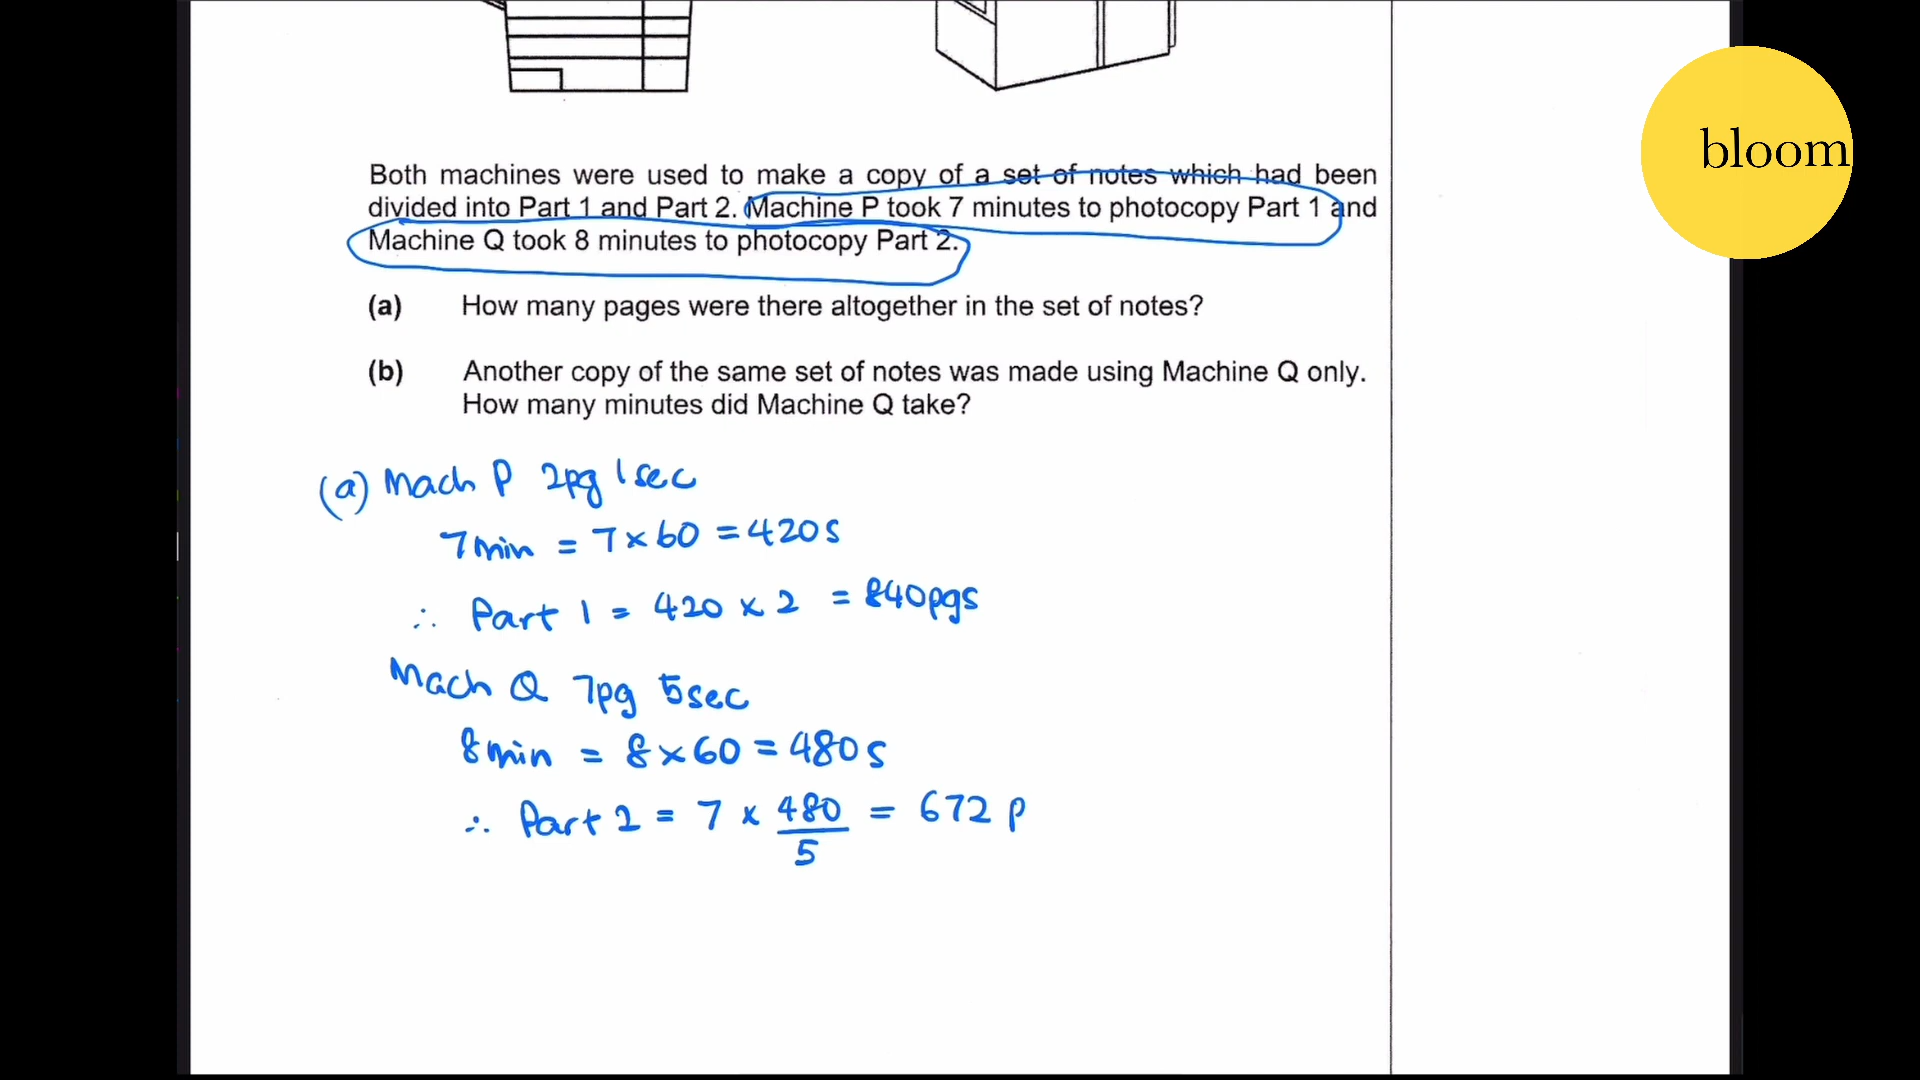 bloom
Both machines were used to make a copy of a set of notes which had been
divided into Part 1 and Part 2. Machine P took 7 minutes to photocopy Part 1 and
Machine Q took 8 minutes to photocopy Part 2.
(a) How many pages were there altogether in the set of notes?
(b) Another copy of the same set of notes was made using Machine Q only.
How many minutes did Machine Q take?
(a) Mach P 2pg 1sec
7min = 7 x 60 = 420s
∴ Part 1 = 420 x 2 = 840pgs
Mach Q 7pg 5sec
8min = 8 x 60 = 480s
∴ Part 2 = 7 x 480/5 = 672 p